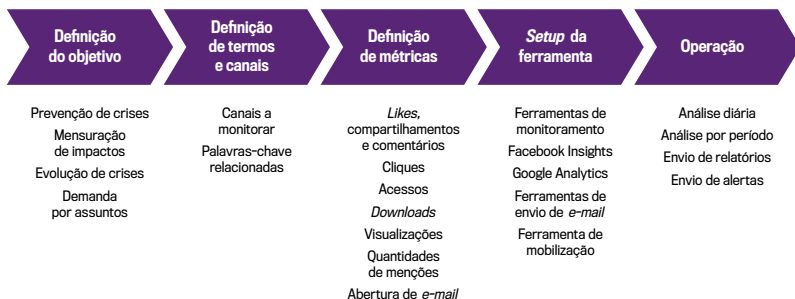 Definição
do objetivo
Definição
de termos
e canais
Definição
de métricas
Setup da
ferramenta
Operação
Prevenção de crises
Mensuração
de impactos
Evolução de crises
Demanda
por assuntos
Canais a
monitorar
Palavras-chave
relacionadas
Likes,
compartilhamentos
e comentários
Cliques
Acessos
Downloads
Visualizações
Quantidades
de menções
Abertura de e-mail
Ferramentas de
monitoramento
Facebook Insights
Google Analytics
Ferramentas de
envio de e-mail
Ferramenta de
mobilização
Análise diária
Análise por período
Envio de relatórios
Envio de alertas